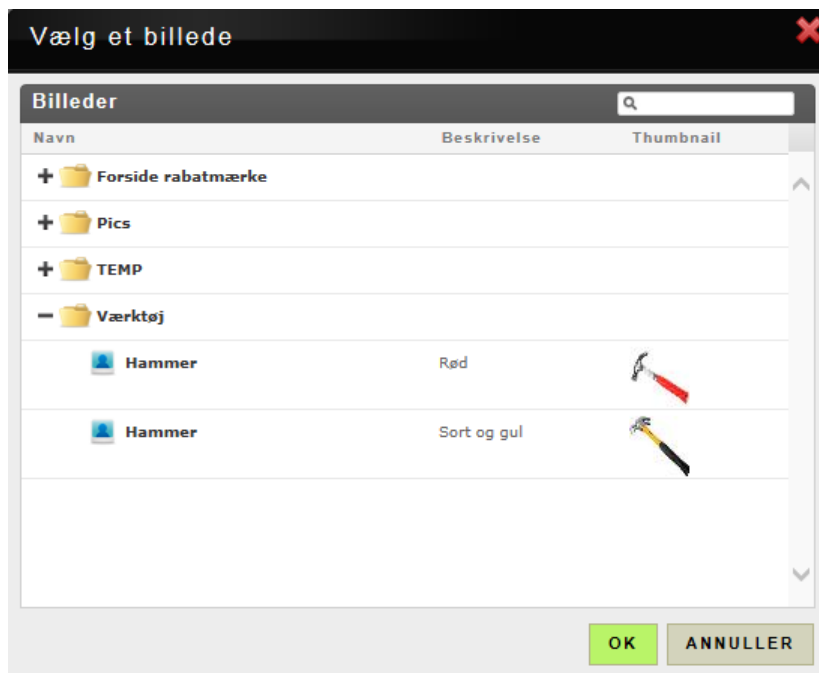 Vælg et billede
Billeder
Navn Beskrivelse Thumbnail
Forside rabatmærke
Pics
TEMP
Værktøj
Hammer Rød
Hammer Sort og gul
OK ANNULLER